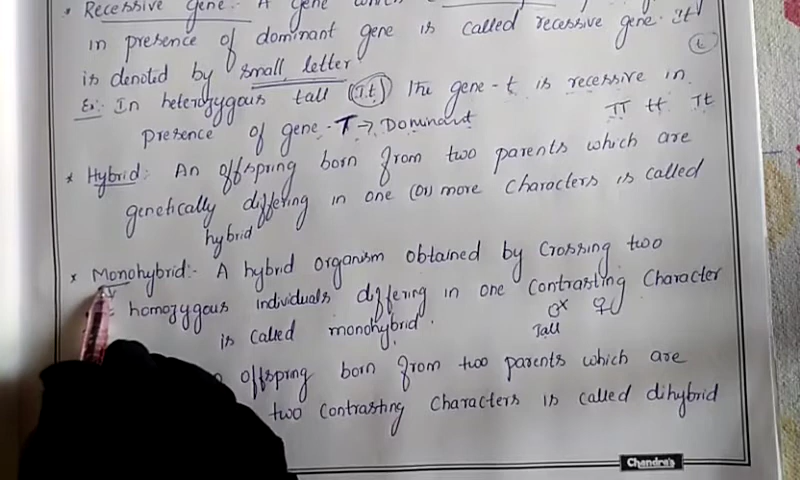 * Recessive Gene:- A gene which
in presence of dominant gene is called recessive gene. It
is denoted by small letter (t)
Ex:- In heterozygous tall (Tt) The gene - t is recessive in
presence of gene - T → Dominant TT tt Tt
* Hybrid: An offspring born from two parents which are
genetically differing in one (or) more characters is called
hybrid
* Monohybrid:- A hybrid organism obtained by crossing two
homozygous individuals differing in one contrasting character
is called monohybrid.
Tall
offspring born from two parents which are
two contrasting characters is called dihybrid
Chandra's